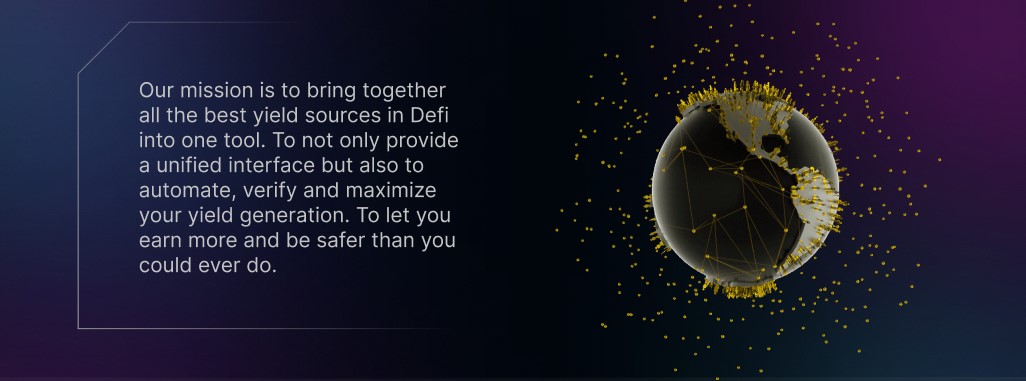 Our mission is to bring together
all the best yield sources in Defi
into one tool. To not only provide
a unified interface but also to
automate, verify and maximize
your yield generation. To let you
earn more and be safer than you
could ever do.